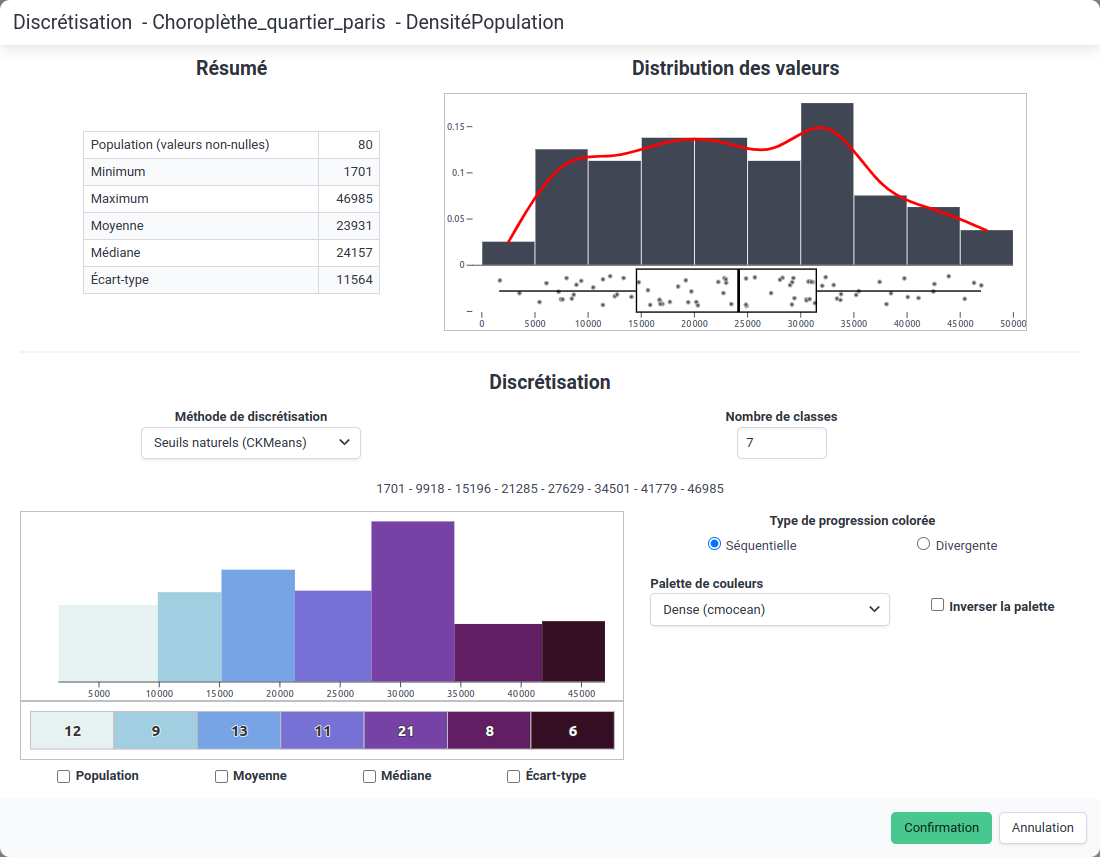 Discrétisation - Choroplèthe_quartier_paris - DensitéPopulation
Résumé
Population (valeurs non-nulles) 80
Minimum 1701
Maximum 46985
Moyenne 23931
Médiane 24157
Écart-type 11564
Distribution des valeurs
0.15
0.1
0.05
0
0 5000 10000 15000 20000 25000 30000 35000 40000 45000 50000
Discrétisation
Méthode de discrétisation
Seuils naturels (CKMeans)
Nombre de classes
7
1701 - 9918 - 15196 - 21285 - 27629 - 34501 - 41779 - 46985
5000 10000 15000 20000 25000 30000 35000 40000 45000
12 9 13 11 21 8 6
Population Moyenne Médiane Écart-type
Type de progression colorée
Séquentielle Divergente
Palette de couleurs
Dense (cmocean)
Inverser la palette
Confirmation Annulation